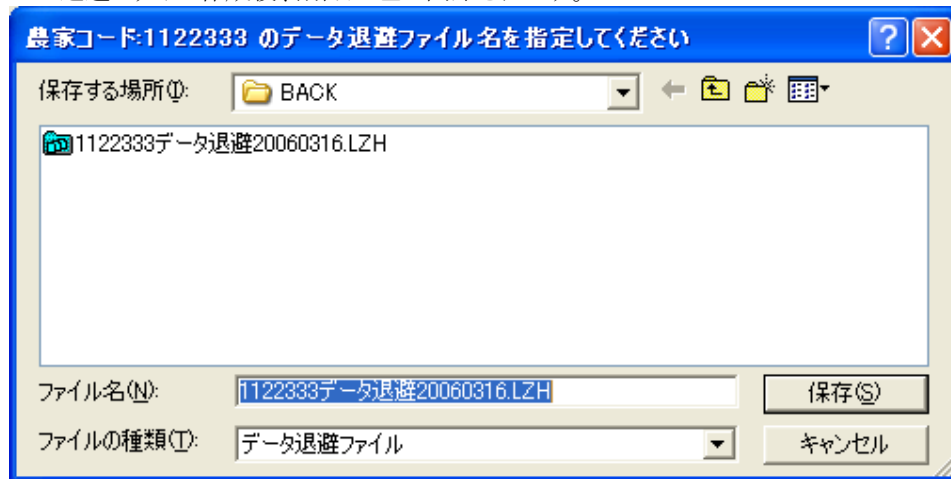 農家コード:1122333 のデータ退避ファイル名を指定してください
保存する場所(I):
BACK
1122333データ退避20060316.LZH
ファイル名(N):
1122333データ退避20060316.LZH
保存(S)
ファイルの種類(T):
データ退避ファイル
キャンセル